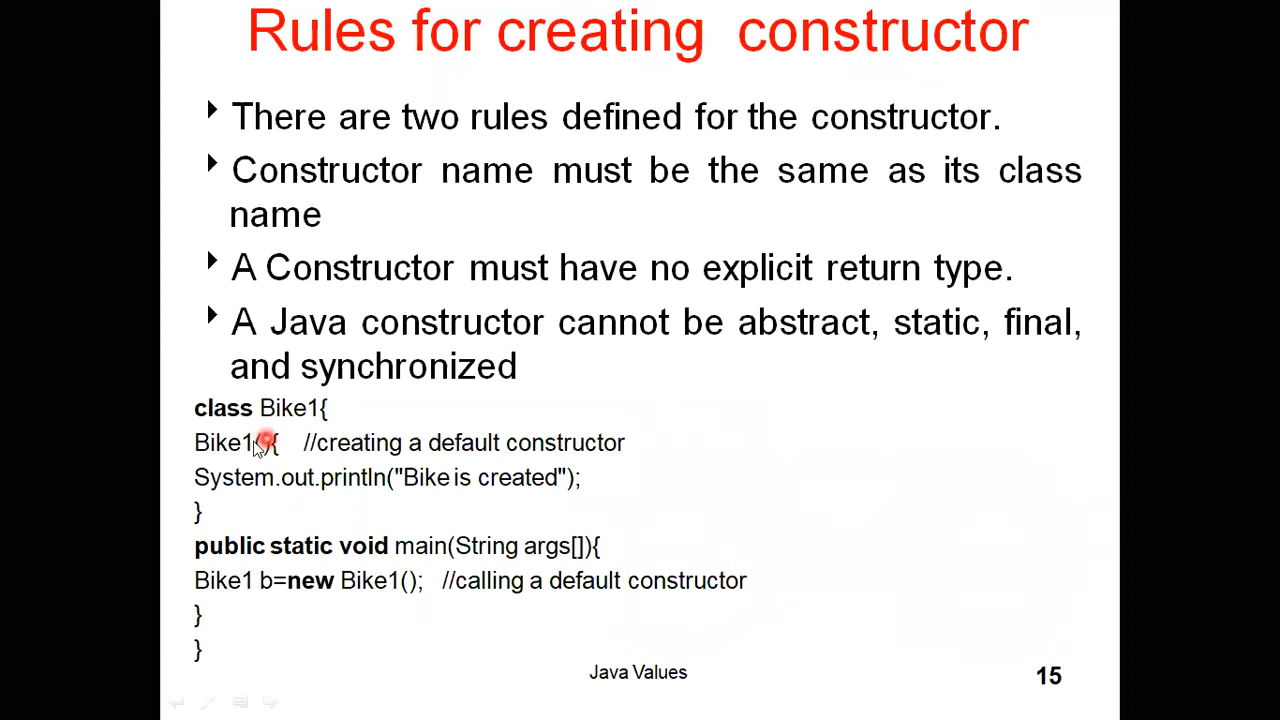 Rules for creating constructor
There are two rules defined for the constructor.
Constructor name must be the same as its class
name
A Constructor must have no explicit return type.
A Java constructor cannot be abstract, static, final,
and synchronized
class Bike1{
Bike1(){ //creating a default constructor
System.out.println("Bike is created");
}
public static void main(String args[]){
Bike1 b=new Bike1(); //calling a default constructor
}
}
Java Values
15